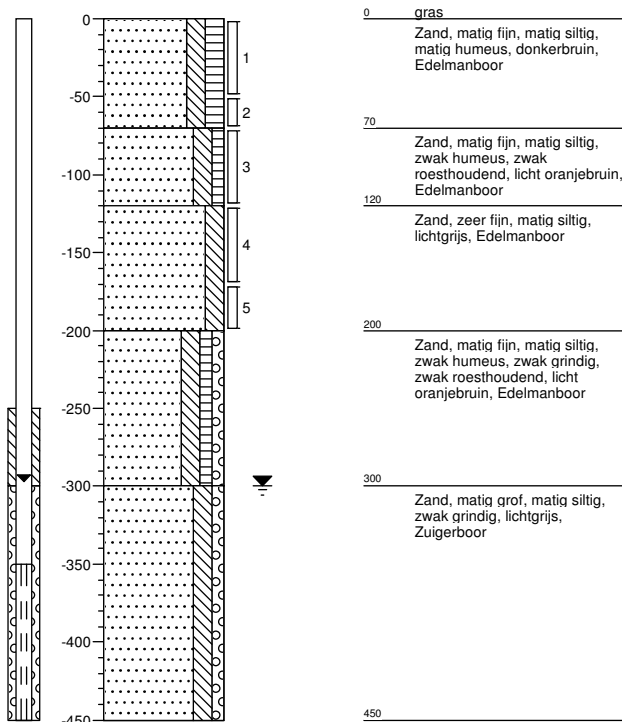 0
-50
-100
-150
-200
-250
-300
-350
-400
-450
1
2
3
4
5
0 gras
Zand, matig fijn, matig siltig,
matig humeus, donkerbruin,
Edelmanboor
70
Zand, matig fijn, matig siltig,
zwak humeus, zwak
roesthoudend, licht oranjebruin,
Edelmanboor
120
Zand, zeer fijn, matig siltig,
lichtgrijs, Edelmanboor
200
Zand, matig fijn, matig siltig,
zwak humeus, zwak grindig,
zwak roesthoudend, licht
oranjebruin, Edelmanboor
300
Zand, matig grof, matig siltig,
zwak grindig, lichtgrijs,
Zuigerboor
450